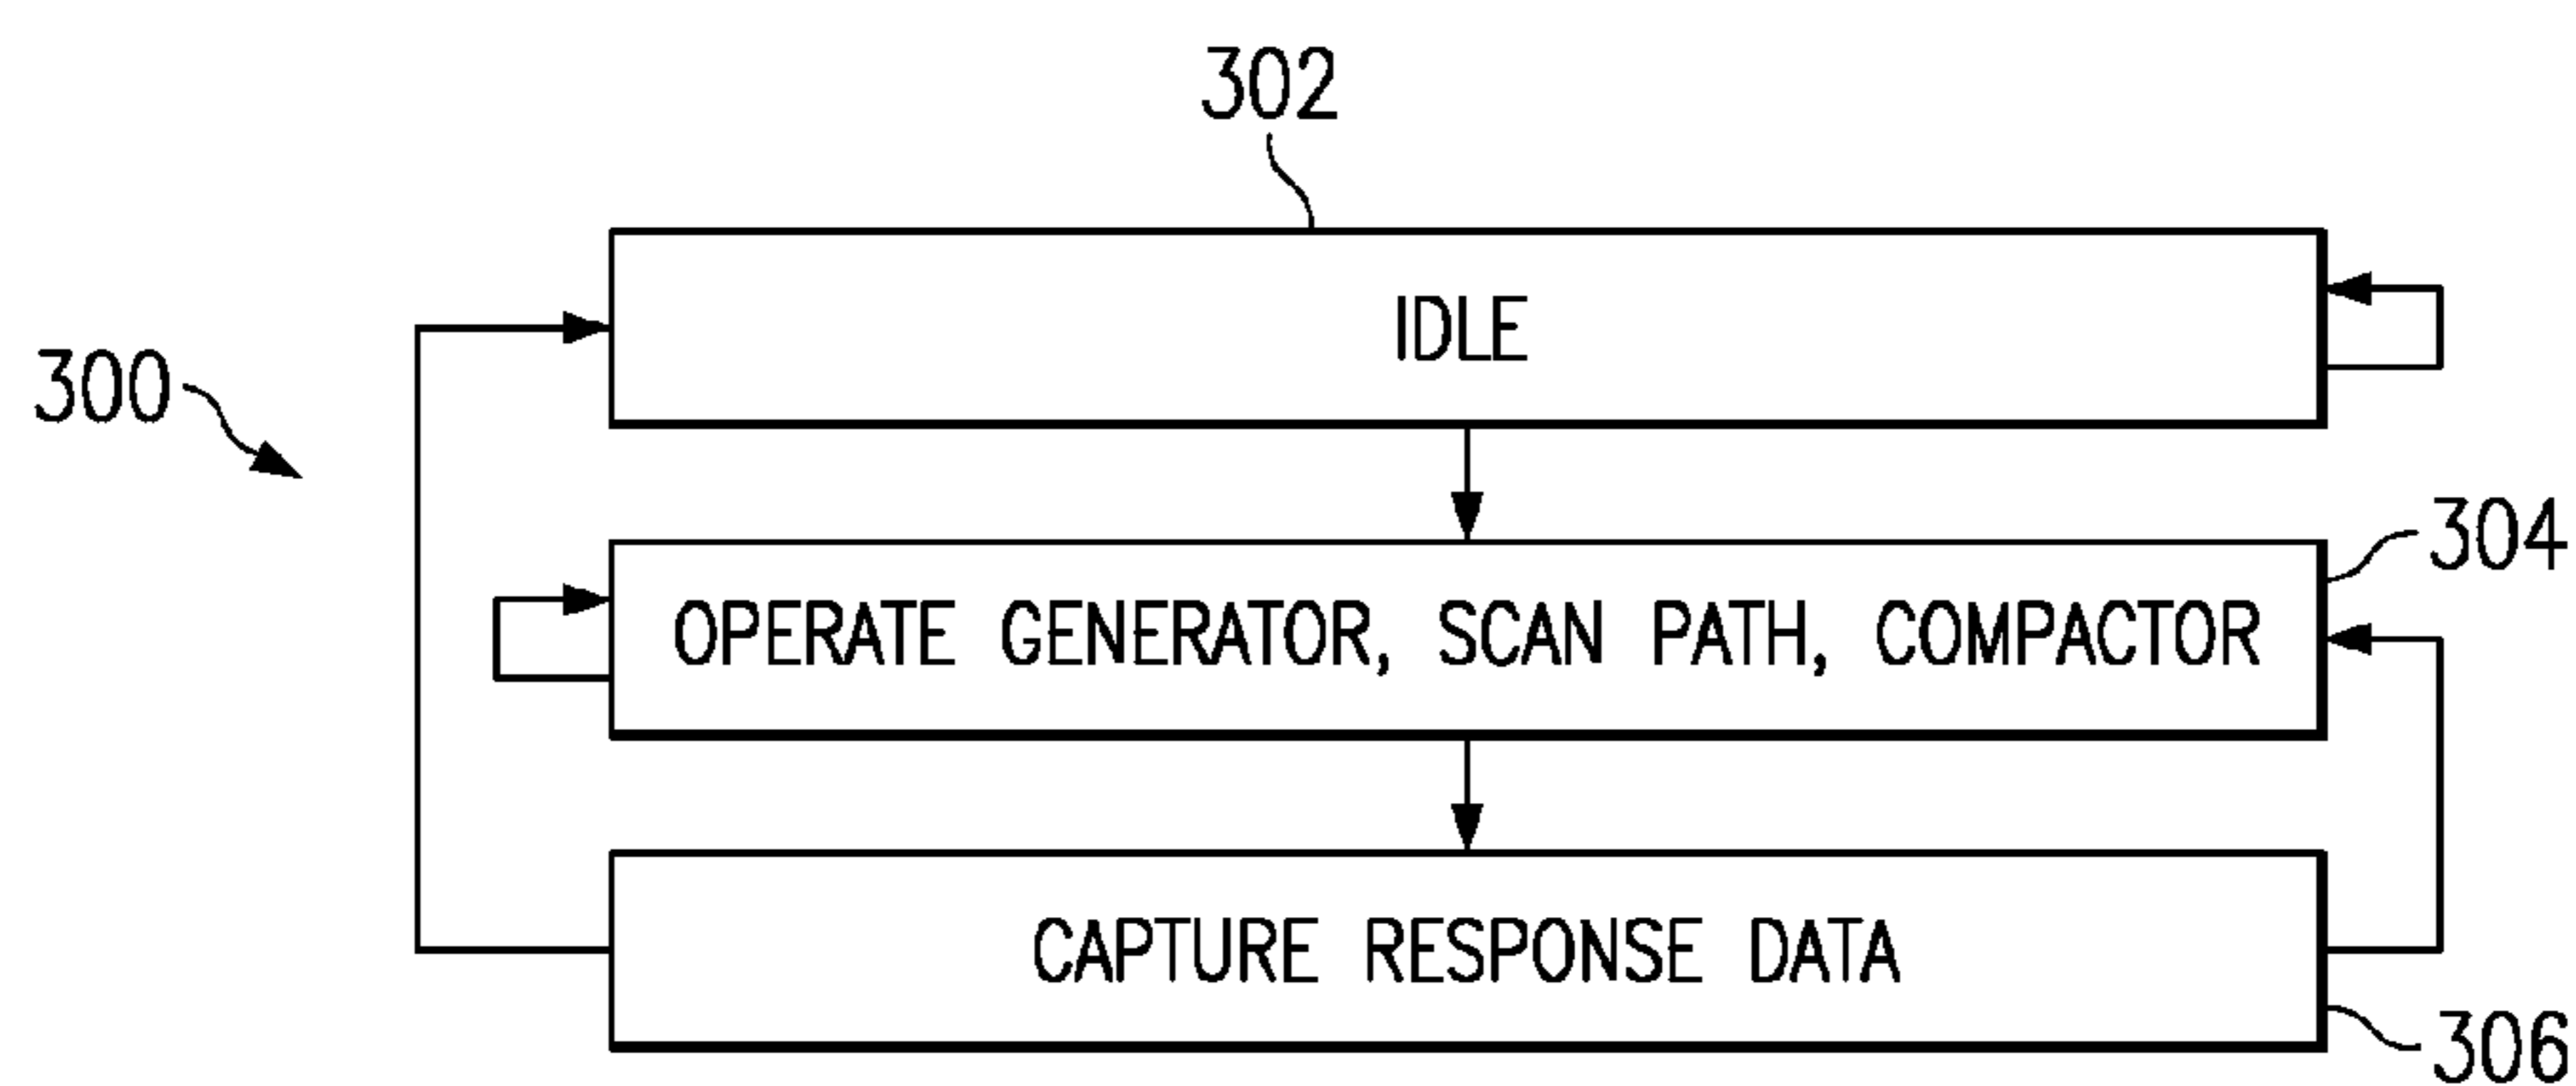 302
IDLE
300
304
OPERATE GENERATOR, SCAN PATH, COMPACTOR
CAPTURE RESPONSE DATA
306